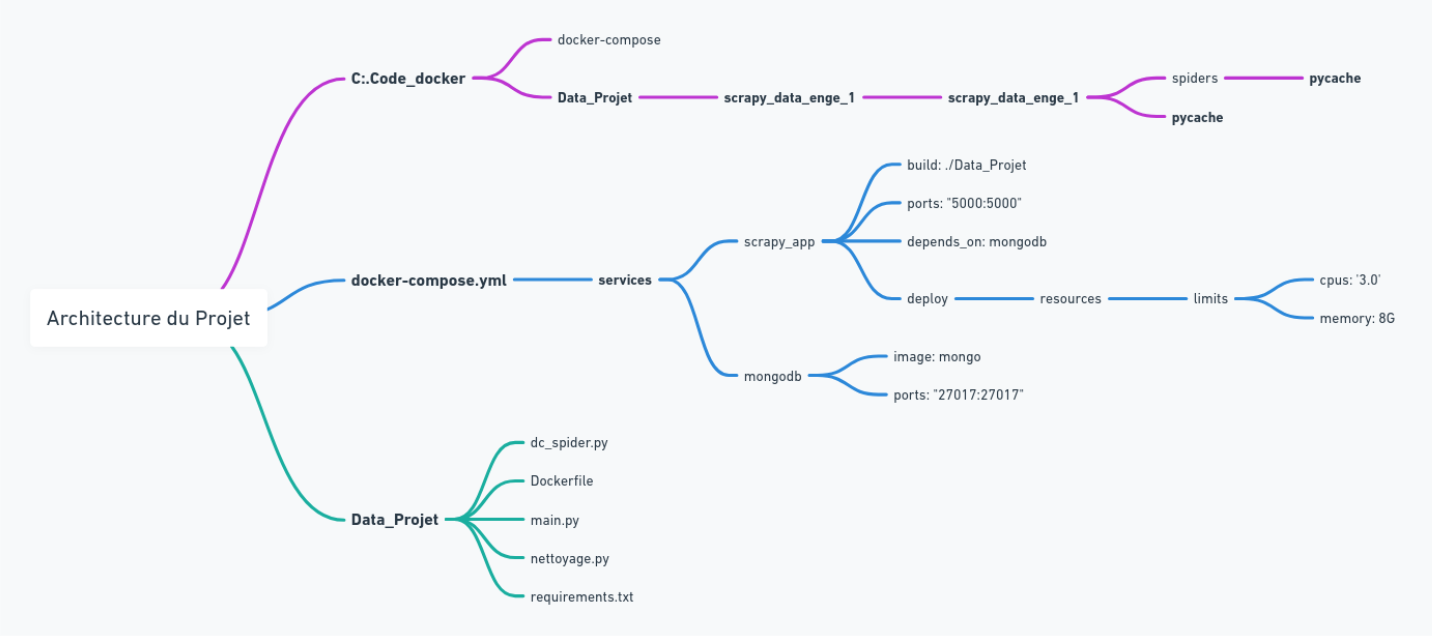 Architecture du Projet
C:.Code_docker
docker-compose
Data_Projet
scrapy_data_enge_1
scrapy_data_enge_1
spiders
pycache
pycache
docker-compose.yml
services
scrapy_app
build: ./Data_Projet
ports: "5000:5000"
depends_on: mongodb
deploy
resources
limits
cpus: '3.0'
memory: 8G
mongodb
image: mongo
ports: "27017:27017"
Data_Projet
dc_spider.py
Dockerfile
main.py
nettoyage.py
requirements.txt